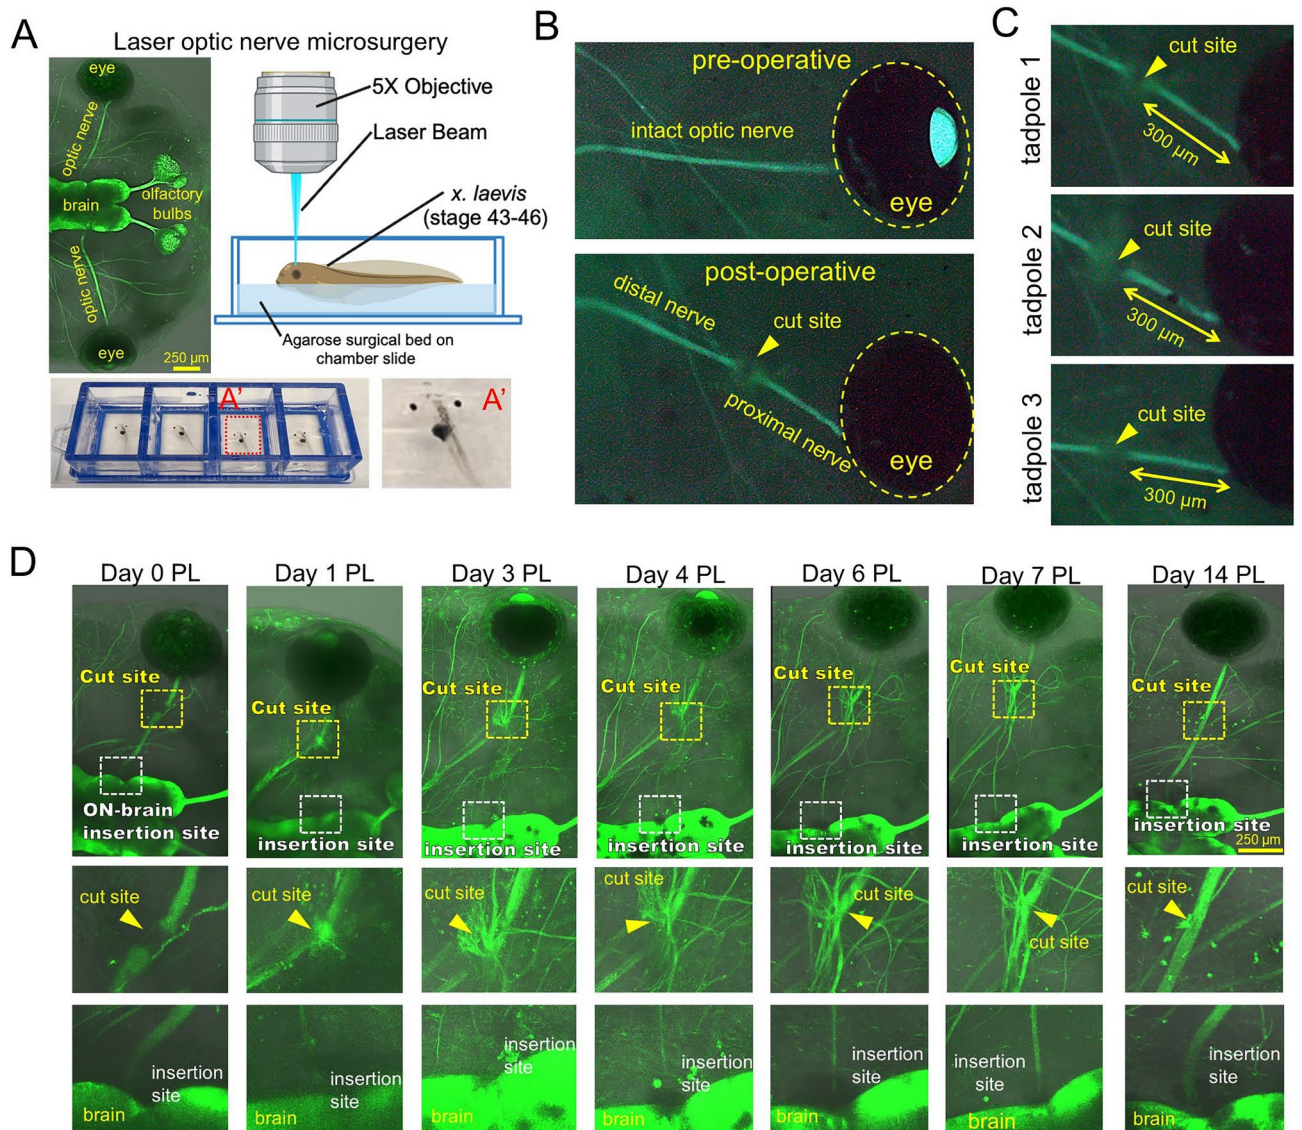 A
Laser optic nerve microsurgery
eye
optic nerve
brain
olfactory
bulbs
optic nerve
eye
250 µm
5X Objective
Laser Beam
x. laevis
(stage 43-46)
Agarose surgical bed on
chamber slide
A'
A'
B
pre-operative
intact optic nerve
eye
post-operative
distal nerve
cut site
proximal nerve
eye
C
tadpole 1
cut site
300 µm
tadpole 2
cut site
300 µm
tadpole 3
cut site
300 µm
D
Day 0 PL
Day 1 PL
Day 3 PL
Day 4 PL
Day 6 PL
Day 7 PL
Day 14 PL
Cut site
ON-brain
insertion site
Cut site
insertion site
Cut site
insertion site
Cut site
insertion site
Cut site
insertion site
Cut site
insertion site
Cut site
insertion site
250 µm
cut site
cut site
cut site
cut site
cut site
cut site
cut site
insertion
site
brain
insertion
site
brain
insertion
site
brain
insertion
site
brain
insertion
site
brain
insertion
site
brain
insertion
site
brain